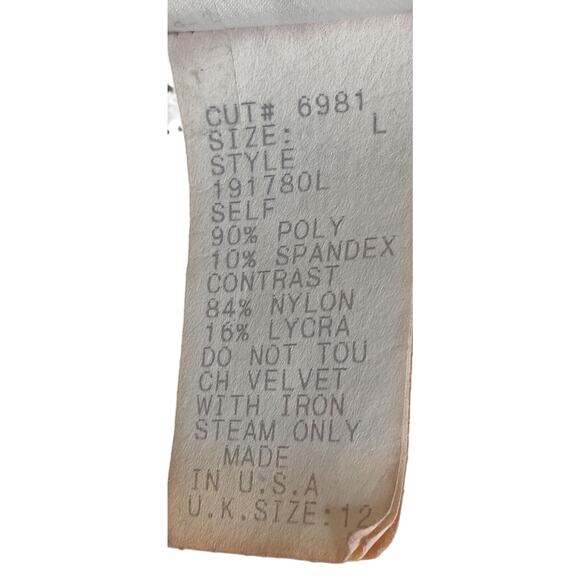 CUT# 6981
SIZE: L
STYLE
191780L
SELF
90% POLY
10% SPANDEX
CONTRAST
84% NYLON
16% LYCRA
DO NOT TOU
CH VELVET
WITH IRON
STEAM ONLY
MADE
IN U.S.A
U.K.SIZE:12